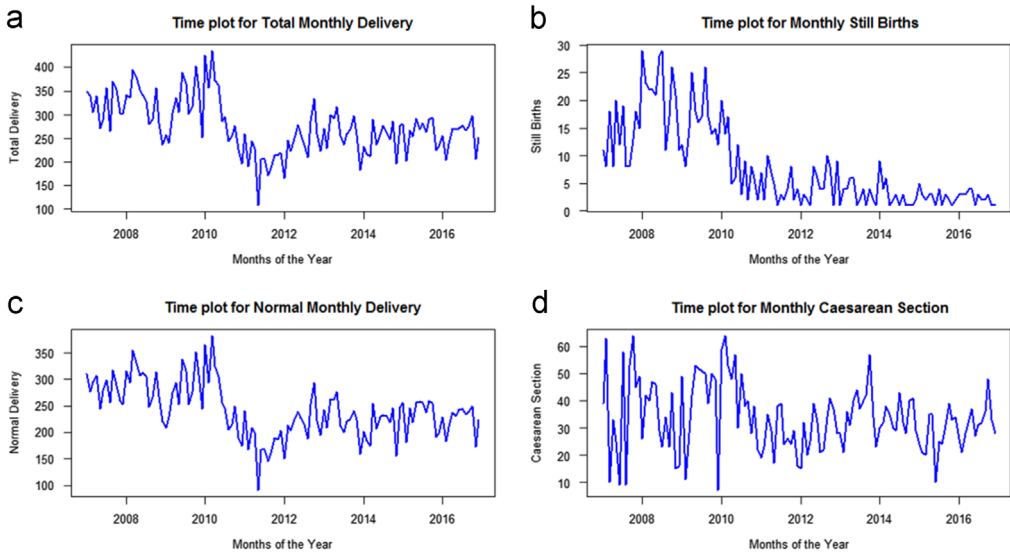 a
Time plot for Total Monthly Delivery
Total Delivery
400
350
300
250
200
150
100
2008
2010
2012
2014
2016
Months of the Year
b
Time plot for Monthly Still Births
Still Births
30
25
20
15
10
5
0
2008
2010
2012
2014
2016
Months of the Year
c
Time plot for Normal Monthly Delivery
Normal Delivery
350
300
250
200
150
100
2008
2010
2012
2014
2016
Months of the Year
d
Time plot for Monthly Caesarean Section
Caesarean Section
60
50
40
30
20
10
2008
2010
2012
2014
2016
Months of the Year